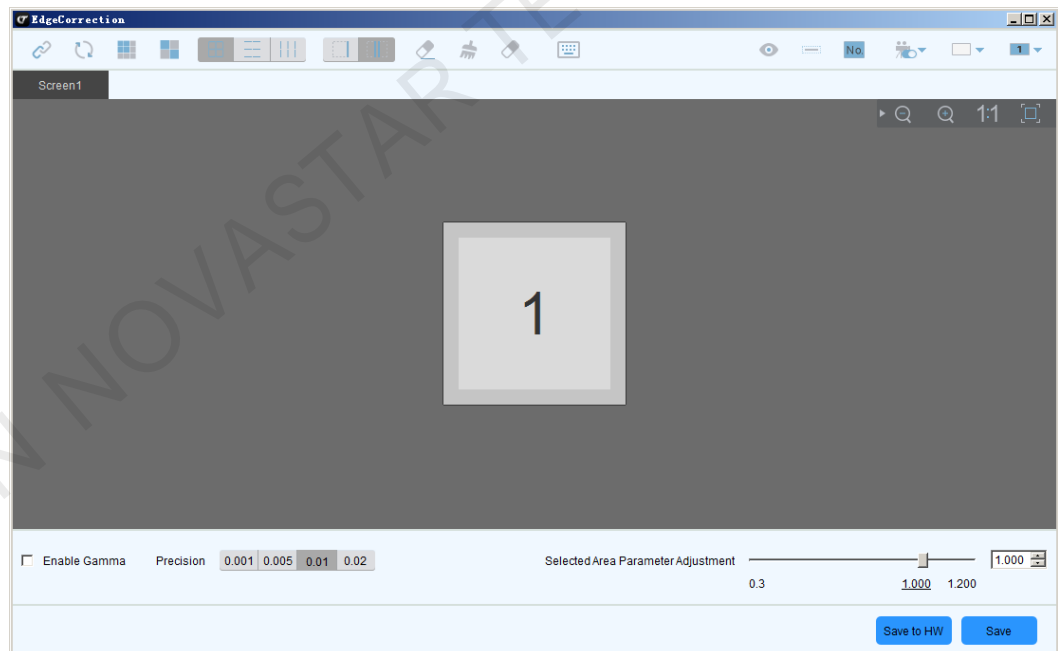 EdgeCorrection
No
1
Screen1
1:1
1
Enable Gamma Precision 0.001 0.005 0.01 0.02 Selected Area Parameter Adjustment 1.000
0.3 1.000 1.200
Save to HW Save
N NOVASTAR TE